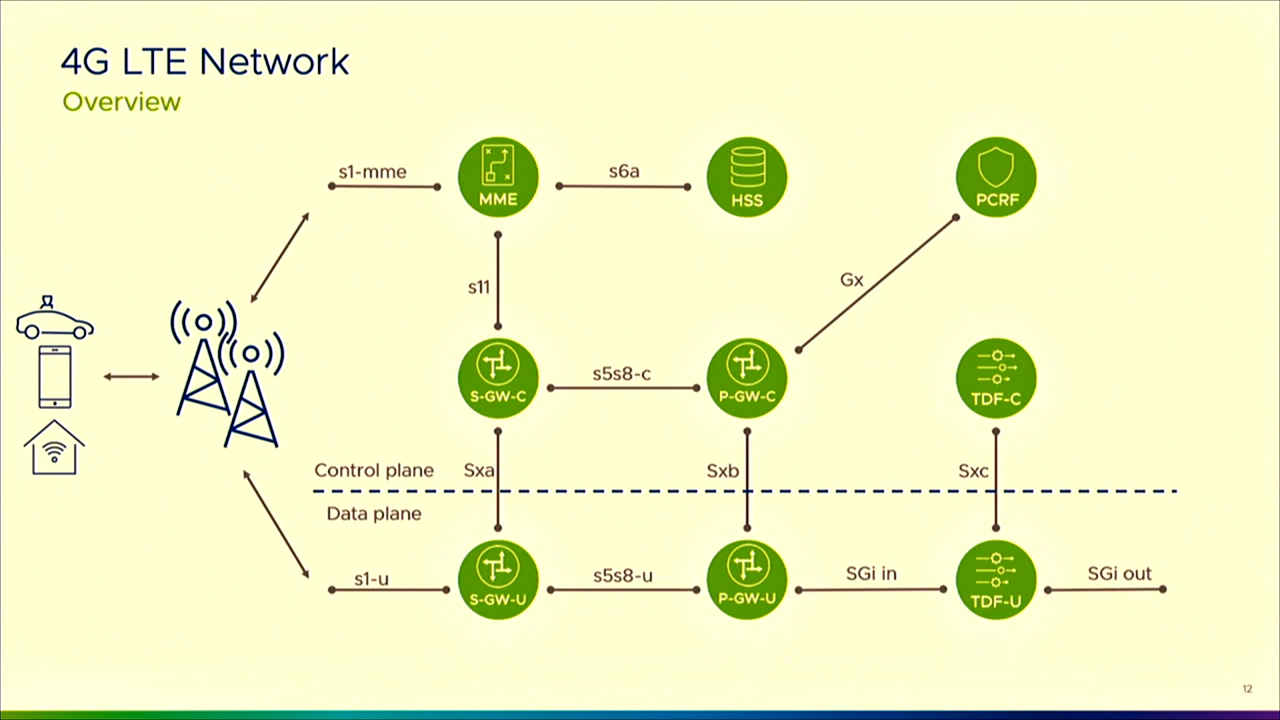 4G LTE Network
Overview
s1-mme
MME
s6a
HSS
PCRF
s11
Gx
S-GW-C
s5s8-c
P-GW-C
TDF-C
Control plane
Sxa
Sxb
Sxc
Data plane
s1-u
S-GW-U
s5s8-u
P-GW-U
SGi in
TDF-U
SGi out
12